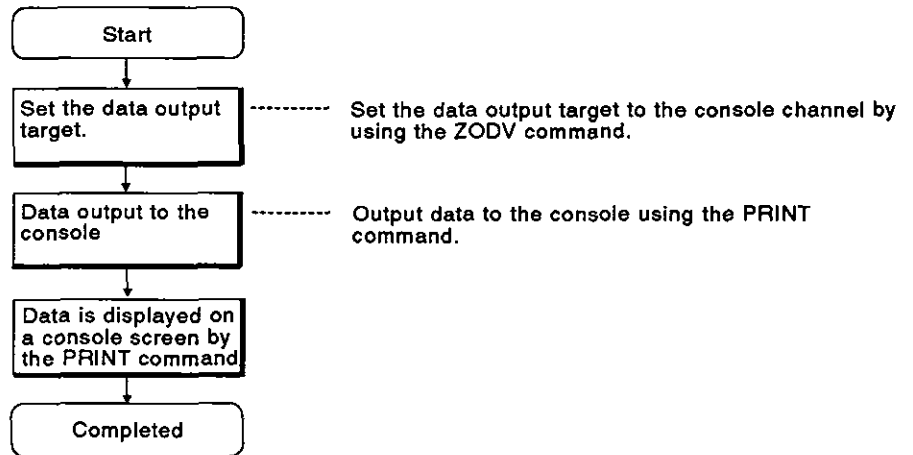 Start
Set the data output
target.
Set the data output target to the console channel by
using the ZODV command.
Data output to the
console
Output data to the console using the PRINT
command.
Data is displayed on
a console screen by
the PRINT command
Completed